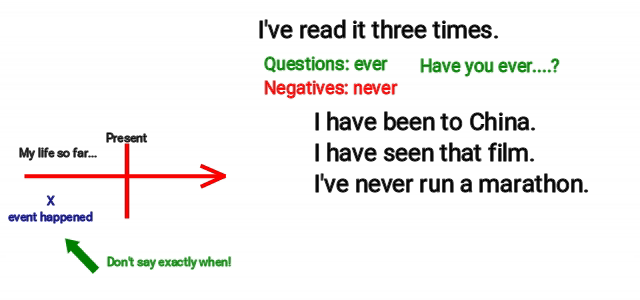 I've read it three times.
Questions: ever
Have you ever....?
Negatives: never
I have been to China.
I have seen that film.
I've never run a marathon.
Present
My life so far...
X
event happened
Don't say exactly when!